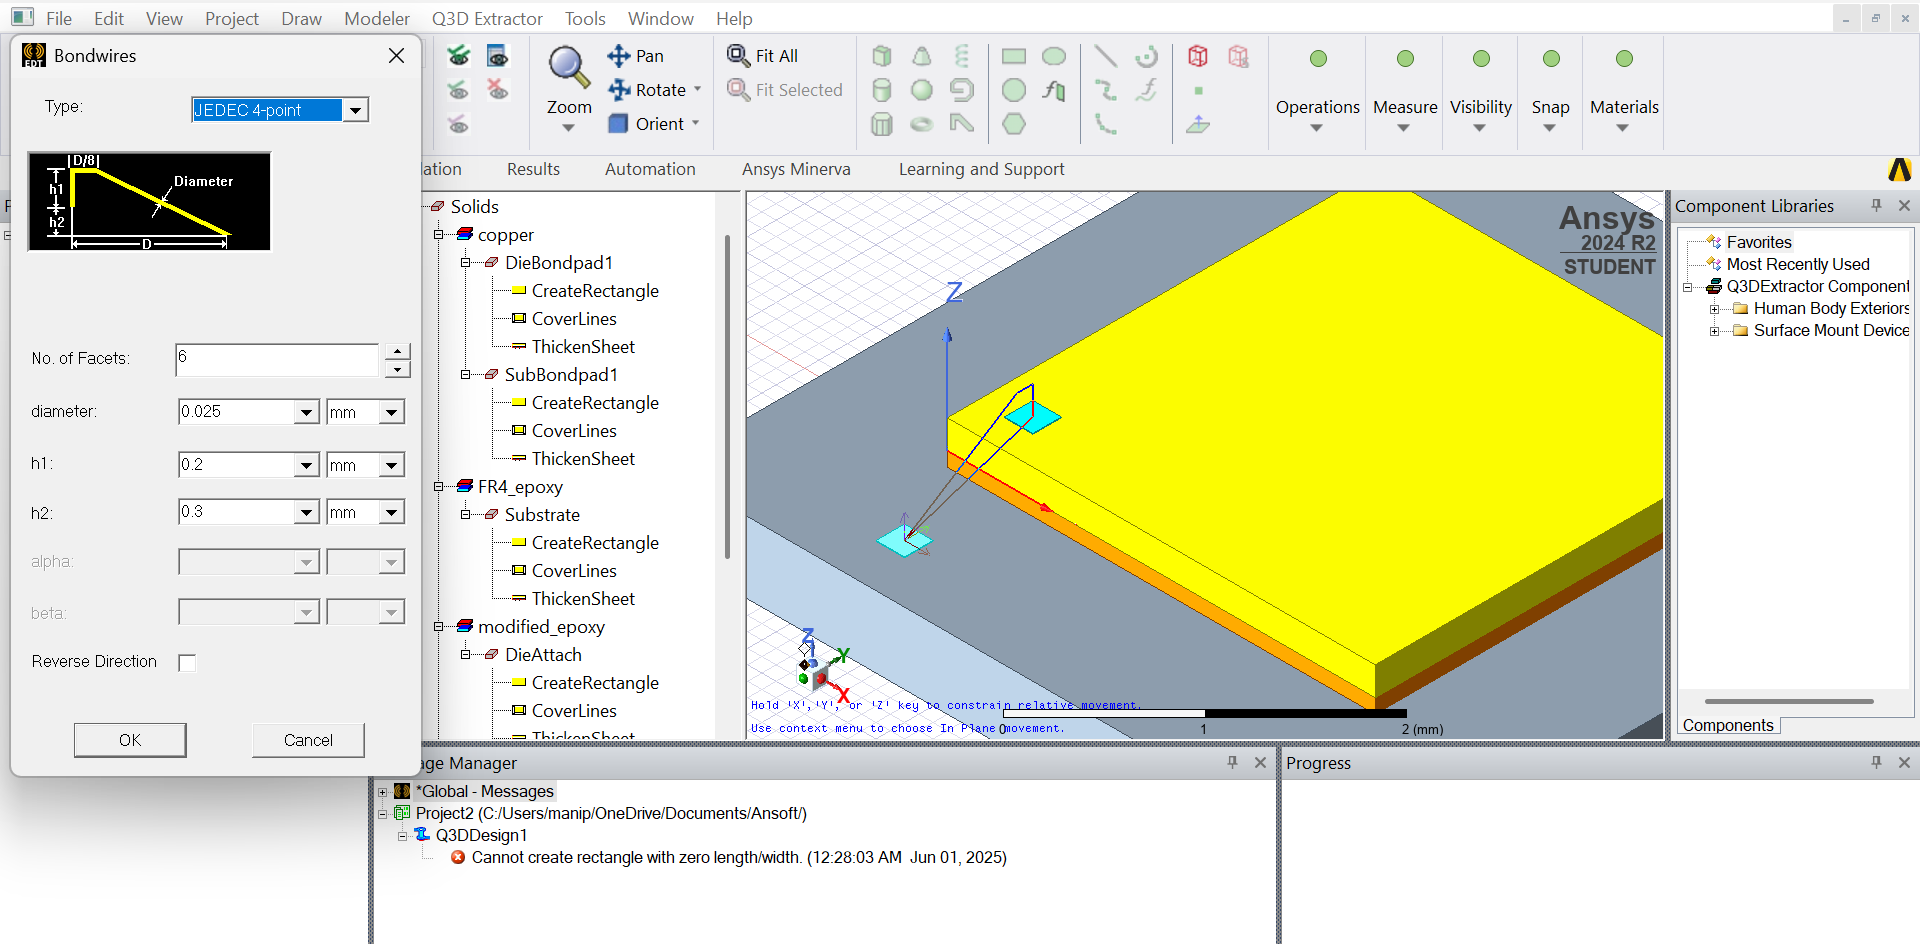 File Edit View Project Draw Modeler Q3D Extractor Tools Window Help
EDT Bondwires
Type: JEDEC 4-point
D/8
h1
Diameter
h2
D
No. of Facets: 6
diameter: 0.025 mm
h1: 0.2 mm
h2: 0.3 mm
alpha:
beta:
Reverse Direction
OK Cancel
Zoom
Pan
Rotate
Orient
Fit All
Fit Selected
Operations Measure Visibility Snap Materials
lation Results Automation Ansys Minerva Learning and Support
Solids
copper
DieBondpad1
CreateRectangle
CoverLines
ThickenSheet
SubBondpad1
CreateRectangle
CoverLines
ThickenSheet
FR4_epoxy
Substrate
CreateRectangle
CoverLines
ThickenSheet
modified_epoxy
DieAttach
CreateRectangle
CoverLines
ThickenSheet
Ansys
2024 R2
STUDENT
Z
Z
Y
X
Hold 'X','Y', or 'Z' key to constrain relative movement.
Use context menu to choose In Plane movement.
0 1 2 (mm)
Component Libraries
Favorites
Most Recently Used
Q3DExtractor Component
Human Body Exteriors
Surface Mount Device
Components
age Manager
*Global - Messages
Project2 (C:/Users/manip/OneDrive/Documents/Ansoft/)
Q3DDesign1
Cannot create rectangle with zero length/width. (12:28:03 AM Jun 01, 2025)
Progress